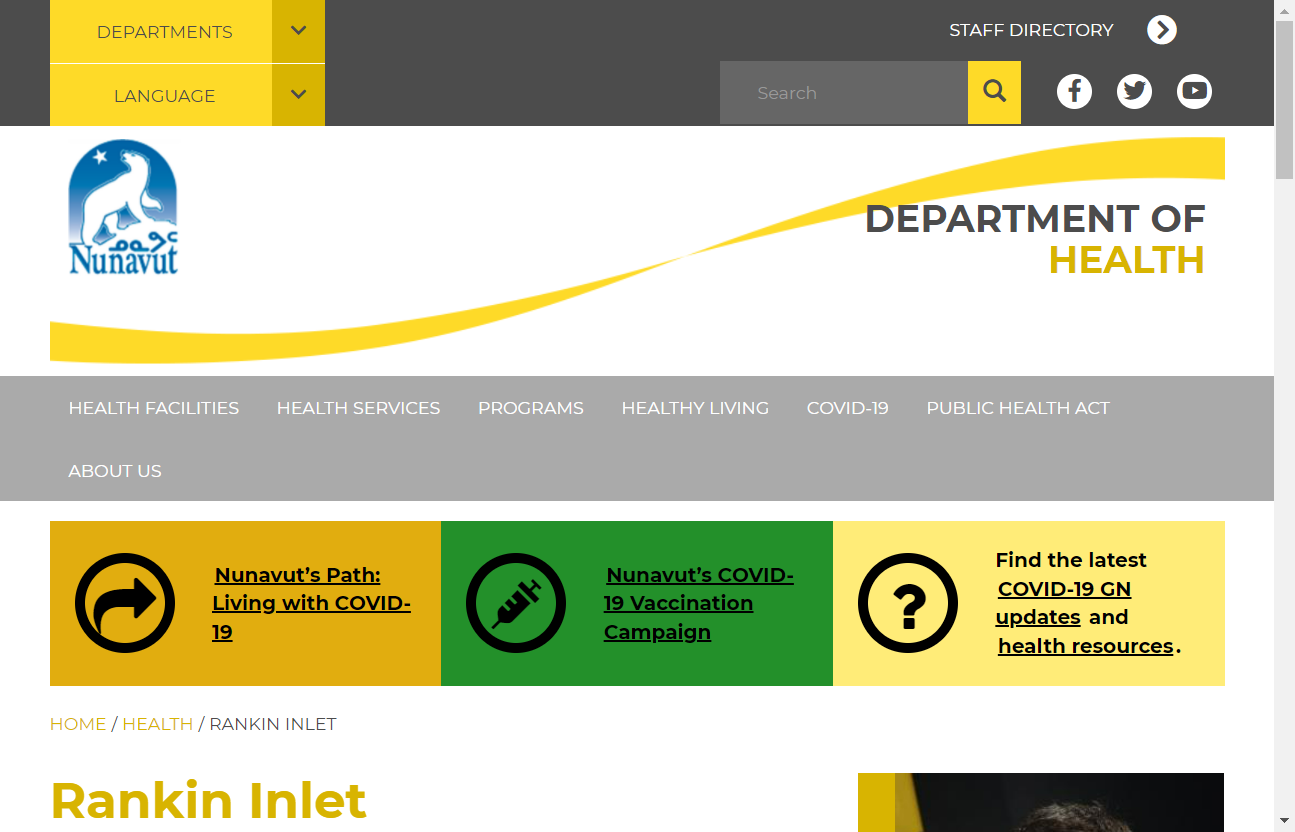 DEPARTMENTS
LANGUAGE
STAFF DIRECTORY
Search
ᓄᓇᕗᑦ
Nunavut
DEPARTMENT OF
HEALTH
HEALTH FACILITIES HEALTH SERVICES PROGRAMS HEALTHY LIVING COVID-19 PUBLIC HEALTH ACT
ABOUT US
Nunavut’s Path:
Living with COVID-
19
Nunavut’s COVID-
19 Vaccination
Campaign
Find the latest
COVID-19 GN
updates and
health resources.
HOME / HEALTH / RANKIN INLET
Rankin Inlet